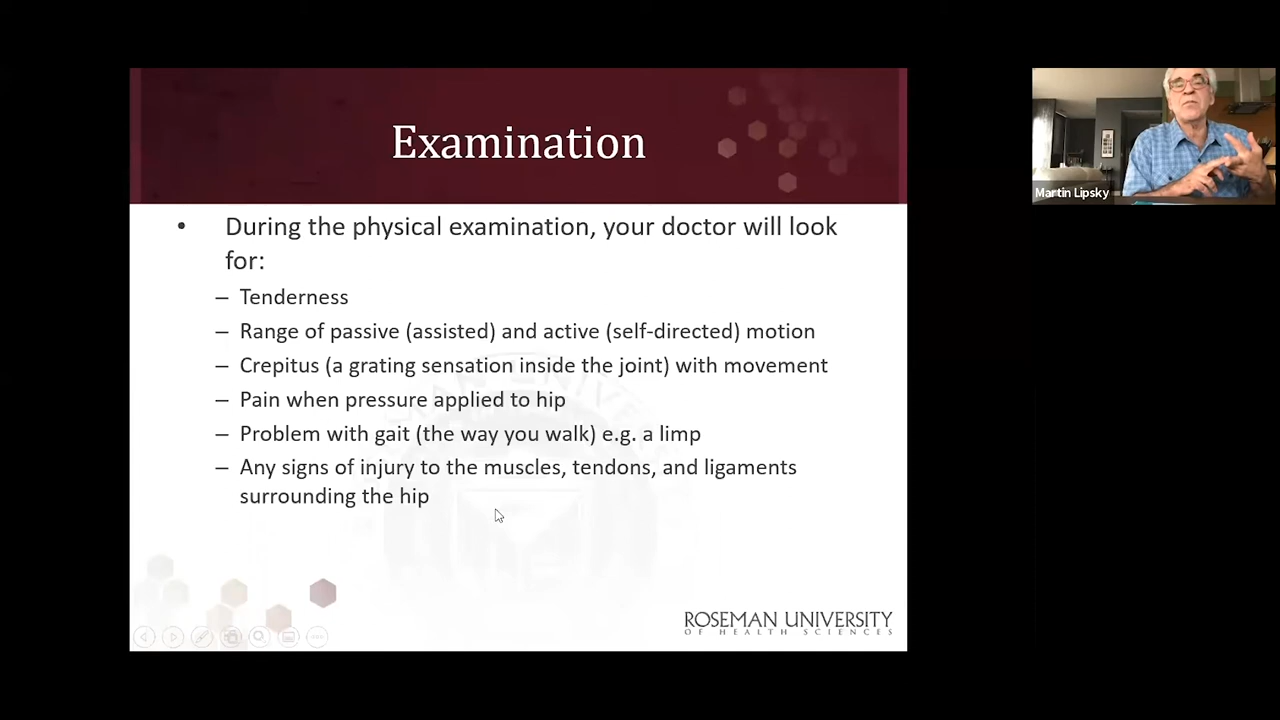 Examination
• During the physical examination, your doctor will look
for:
– Tenderness
– Range of passive (assisted) and active (self-directed) motion
– Crepitus (a grating sensation inside the joint) with movement
– Pain when pressure applied to hip
– Problem with gait (the way you walk) e.g. a limp
– Any signs of injury to the muscles, tendons, and ligaments
surrounding the hip
ROSEMAN UNIVERSITY
OF HEALTH SCIENCES
Martin Lipsky